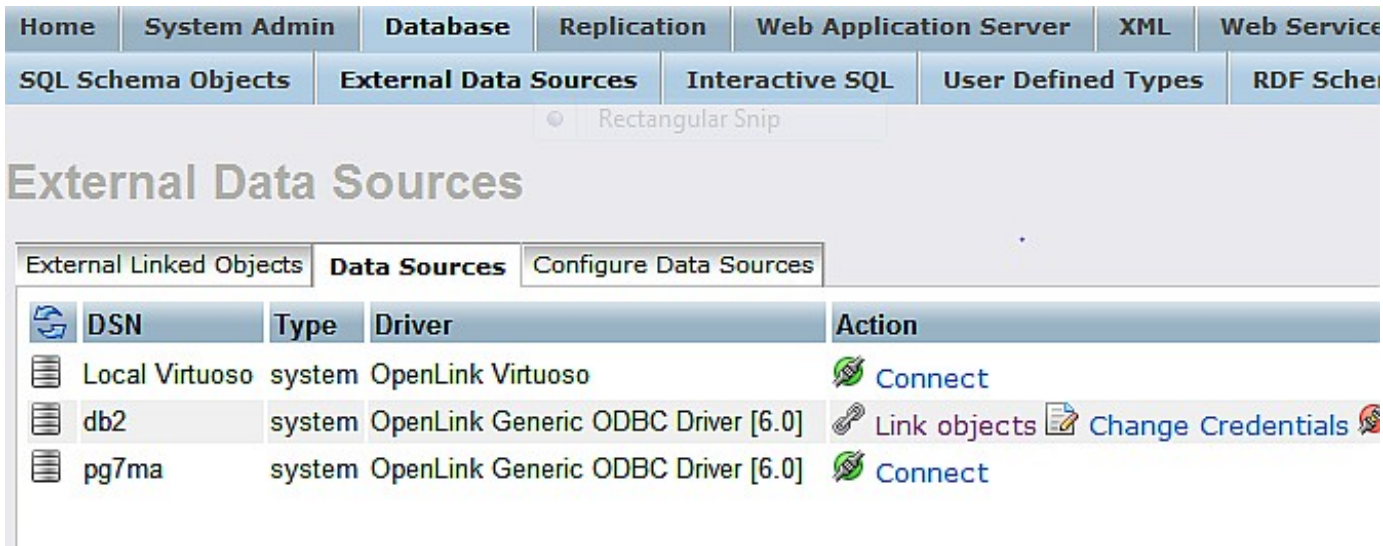 Home System Admin Database Replication Web Application Server XML Web Service
SQL Schema Objects External Data Sources Interactive SQL User Defined Types RDF Scher
Rectangular Snip
External Data Sources
External Linked Objects Data Sources Configure Data Sources
DSN Type Driver Action
Local Virtuoso system OpenLink Virtuoso Connect
db2 system OpenLink Generic ODBC Driver [6.0] Link objects Change Credentials
pg7ma system OpenLink Generic ODBC Driver [6.0] Connect